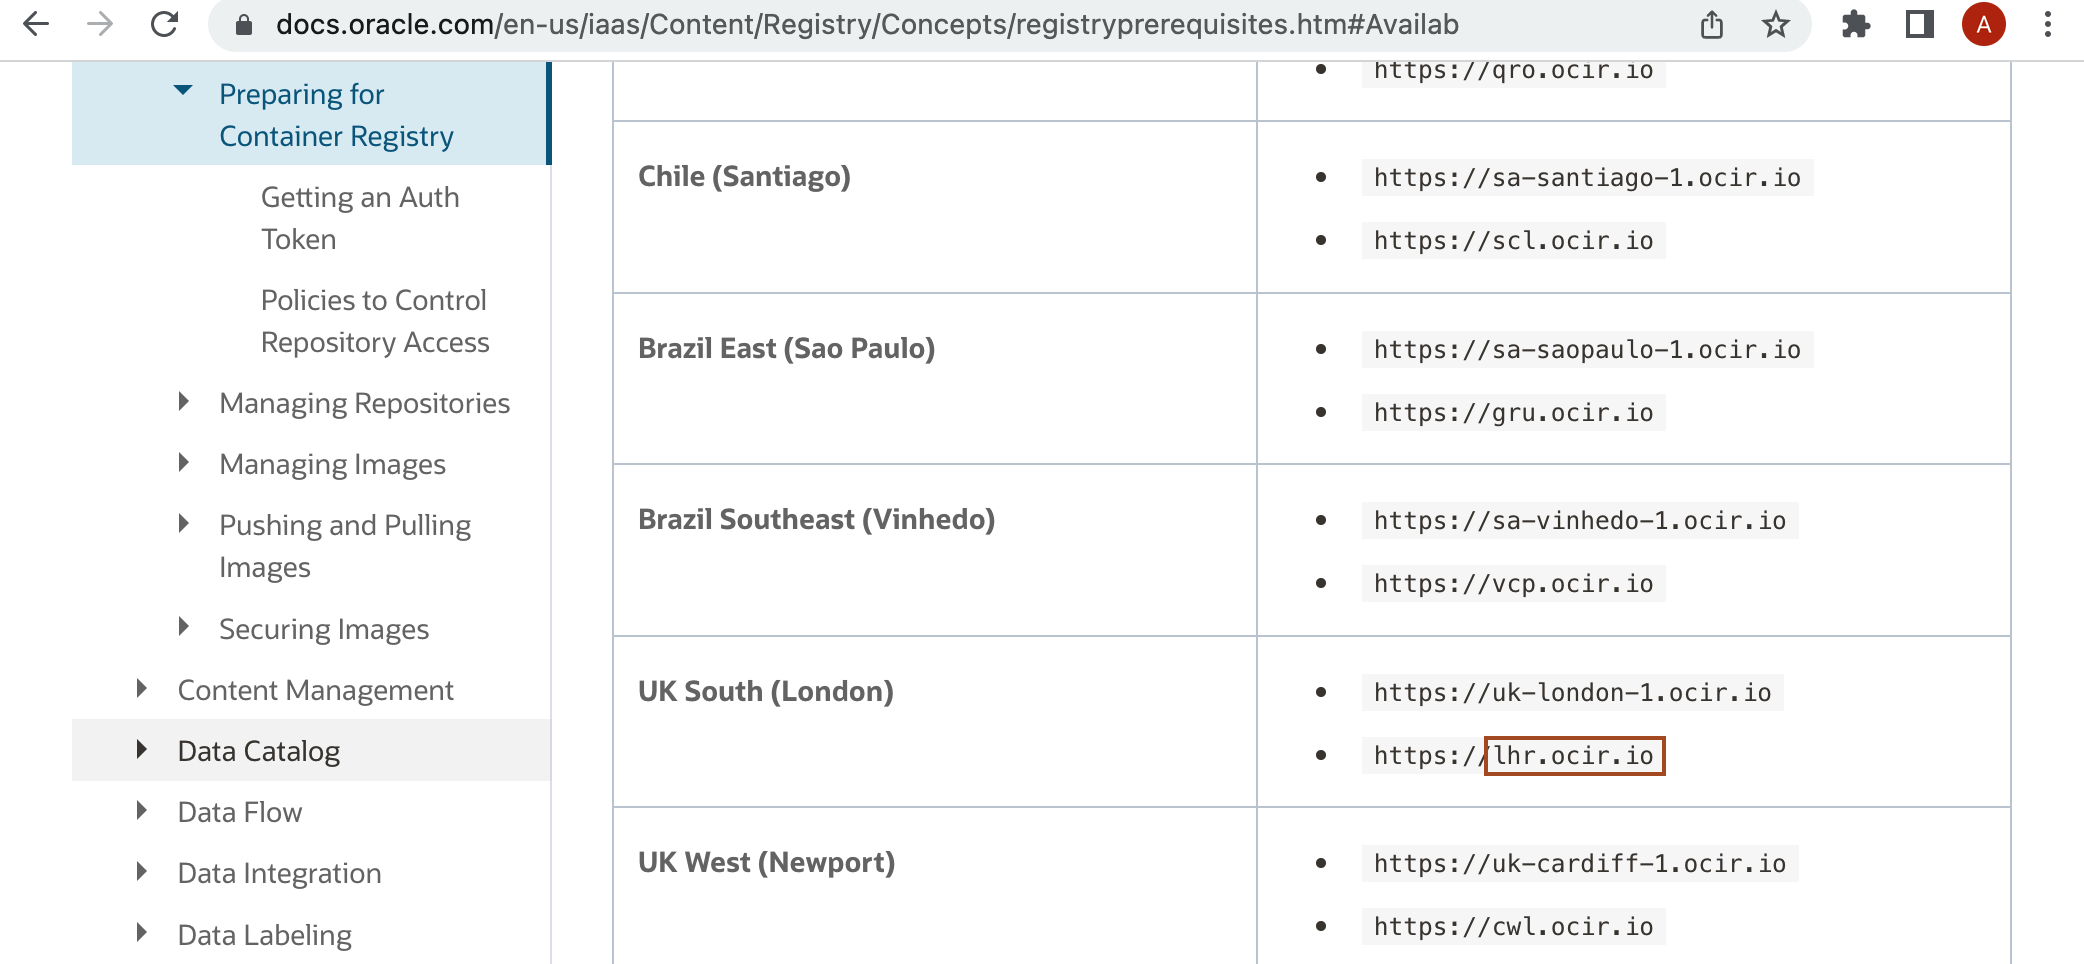 docs.oracle.com/en-us/iaas/Content/Registry/Concepts/registryprerequisites.htm#Availab
A
Preparing for
Container Registry
Getting an Auth
Token
Policies to Control
Repository Access
Managing Repositories
Managing Images
Pushing and Pulling
Images
Securing Images
Content Management
Data Catalog
Data Flow
Data Integration
Data Labeling
https://qro.ocir.io
Chile (Santiago)
https://sa-santiago-1.ocir.io
https://scl.ocir.io
Brazil East (Sao Paulo)
https://sa-saopaulo-1.ocir.io
https://gru.ocir.io
Brazil Southeast (Vinhedo)
https://sa-vinhedo-1.ocir.io
https://vcp.ocir.io
UK South (London)
https://uk-london-1.ocir.io
https://lhr.ocir.io
UK West (Newport)
https://uk-cardiff-1.ocir.io
https://cwl.ocir.io